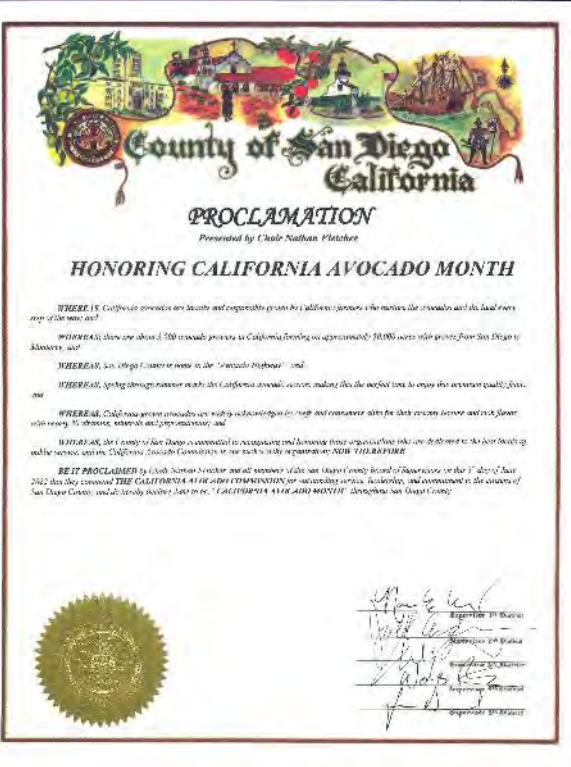 County of San Diego
California
PROCLAMATION
Presented by Chair Nathan Fletcher
HONORING CALIFORNIA AVOCADO MONTH
WHEREAS, California avocados are locally and responsibly grown by California farmers who nurture the avocados and the land every
step of the way; and
WHEREAS, there are about 3,000 avocado growers in California farming on approximately 50,000 acres with groves from San Diego to
Monterey; and
WHEREAS, San Diego County is home to the "Avocado Highway"; and
WHEREAS, Spring through summer marks the California avocado season, making this the perfect time to enjoy this premium quality fruit;
and
WHEREAS, California grown avocados are widely acknowledged by chefs and consumers alike for their creamy texture and rich flavor
with nearly 20 vitamins, minerals and phytonutrients; and
WHEREAS, the County of San Diego is committed to recognizing and honoring those organizations who are dedicated to the
public service, and the California Avocado Commission is one such worthy organization; NOW THEREFORE
BE IT PROCLAIMED by Chair Nathan Fletcher and all members of the San Diego County Board of Supervisors on this day of June
2022 that they commend THE CALIFORNIA AVOCADO COMMISSION for outstanding service, leadership, and commitment to the citizens of
San Diego County, and do hereby declare June to be, "CALIFORNIA AVOCADO MONTH" throughout San Diego County
Supervisor 1st District
Supervisor 2nd District
Supervisor 3rd District
Supervisor 4th District
Supervisor 5th District